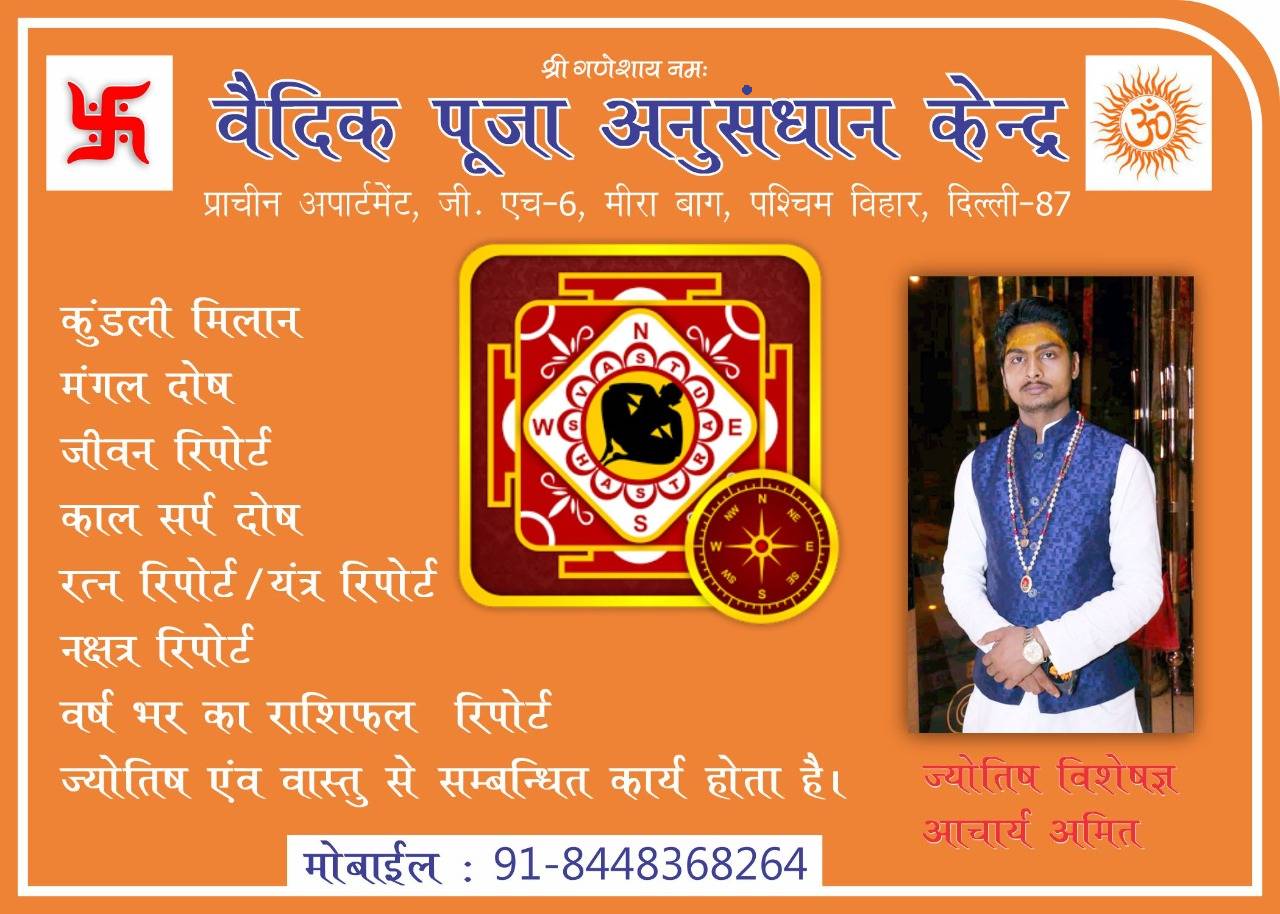 श्री गणेशाय नमः
वैदिक पूजा अनुसंधान केन्द्र
प्राचीन अपार्टमेंट, जी. एच-6, मीरा बाग, पश्चिम विहार, दिल्ली-87
ॐ
कुंडली मिलान
मंगल दोष
जीवन रिपोर्ट
काल सर्प दोष
रत्न रिपोर्ट/यंत्र रिपोर्ट
नक्षत्र रिपोर्ट
वर्ष भर का राशिफल रिपोर्ट
ज्योतिष एंव वास्तु से सम्बन्धित कार्य होता है।
N
W E
S
VASTU SHASTRA
N
NW NE
W E
SW SE
S
ज्योतिष विशेषज्ञ
आचार्य अमित
मोबाईल : 91-8448368264